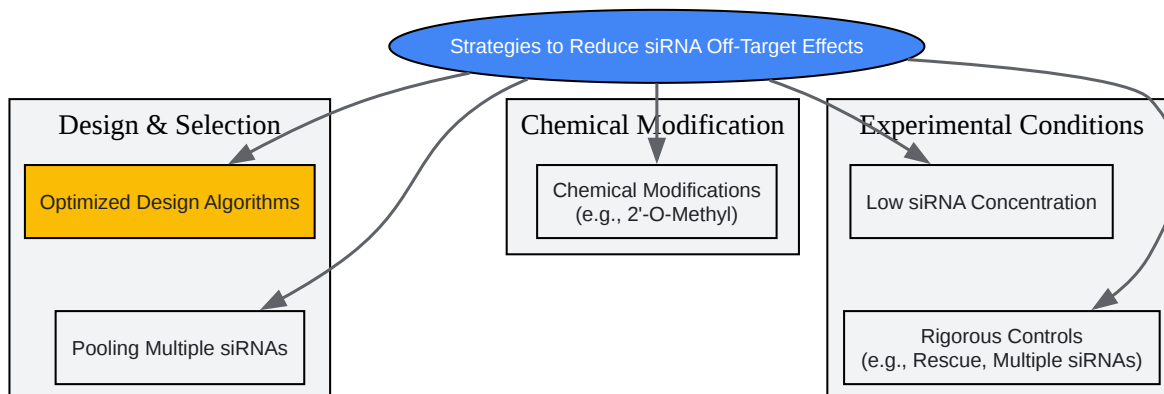 Strategies to Reduce siRNA Off-Target Effects
Design & Selection
Optimized Design Algorithms
Pooling Multiple siRNAs
Chemical Modification
Chemical Modifications
(e.g., 2'-O-Methyl)
Experimental Conditions
Low siRNA Concentration
Rigorous Controls
(e.g., Rescue, Multiple siRNAs)